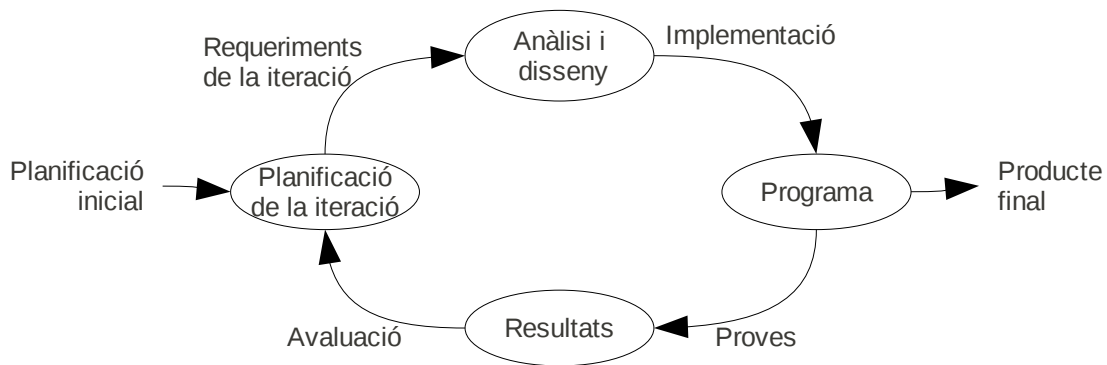 Requeriments
de la iteració
Anàlisi i
disseny
Implementació
Planificació
inicial
Planificació
de la iteració
Programa
Producte
final
Avaluació
Resultats
Proves